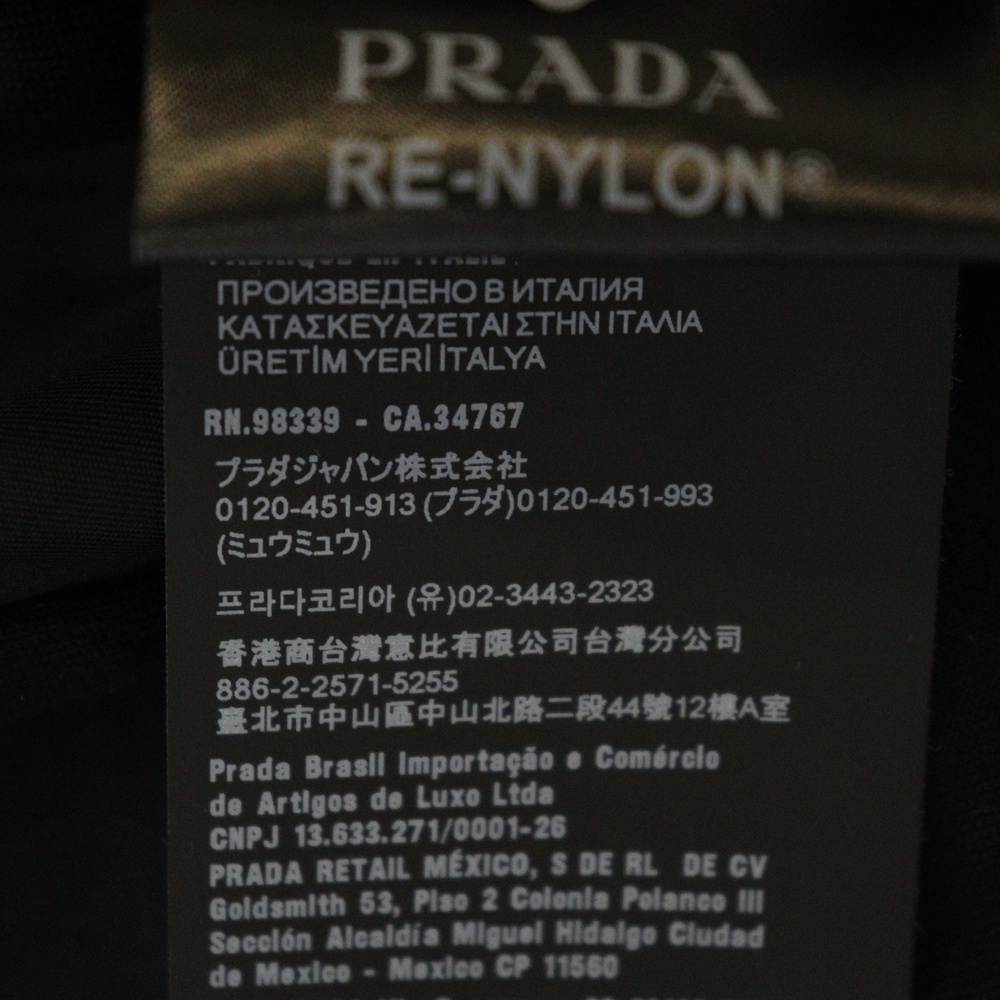 PRADA
RE-NYLON®
FABRIQUÉ EN ITALIE
ПРОИЗВЕДЕНО В ИТАЛИЯ
ΚΑΤΑΣΚΕΥΑΖΕΤΑΙ ΣΤΗΝ ΙΤΑΛΙΑ
ÜRETİM YERİ İTALYA
RN.98339 - CA.34767
プラダジャパン株式会社
0120-451-913 (プラダ)0120-451-993
(ミュウミュウ)
프라다코리아 (유)02-3443-2323
香港商台灣意比有限公司台灣分公司
886-2-2571-5255
臺北市中山區中山北路二段44號12樓A室
Prada Brasil Importação e Comércio
de Artigos de Luxo Ltda
CNPJ 13.633.271/0001-26
PRADA RETAIL MÉXICO, S DE RL DE CV
Goldsmith 53, Piso 2 Colonia Polanco III
Sección Alcaldía Miguel Hidalgo Ciudad
de Mexico - Mexico CP 11560